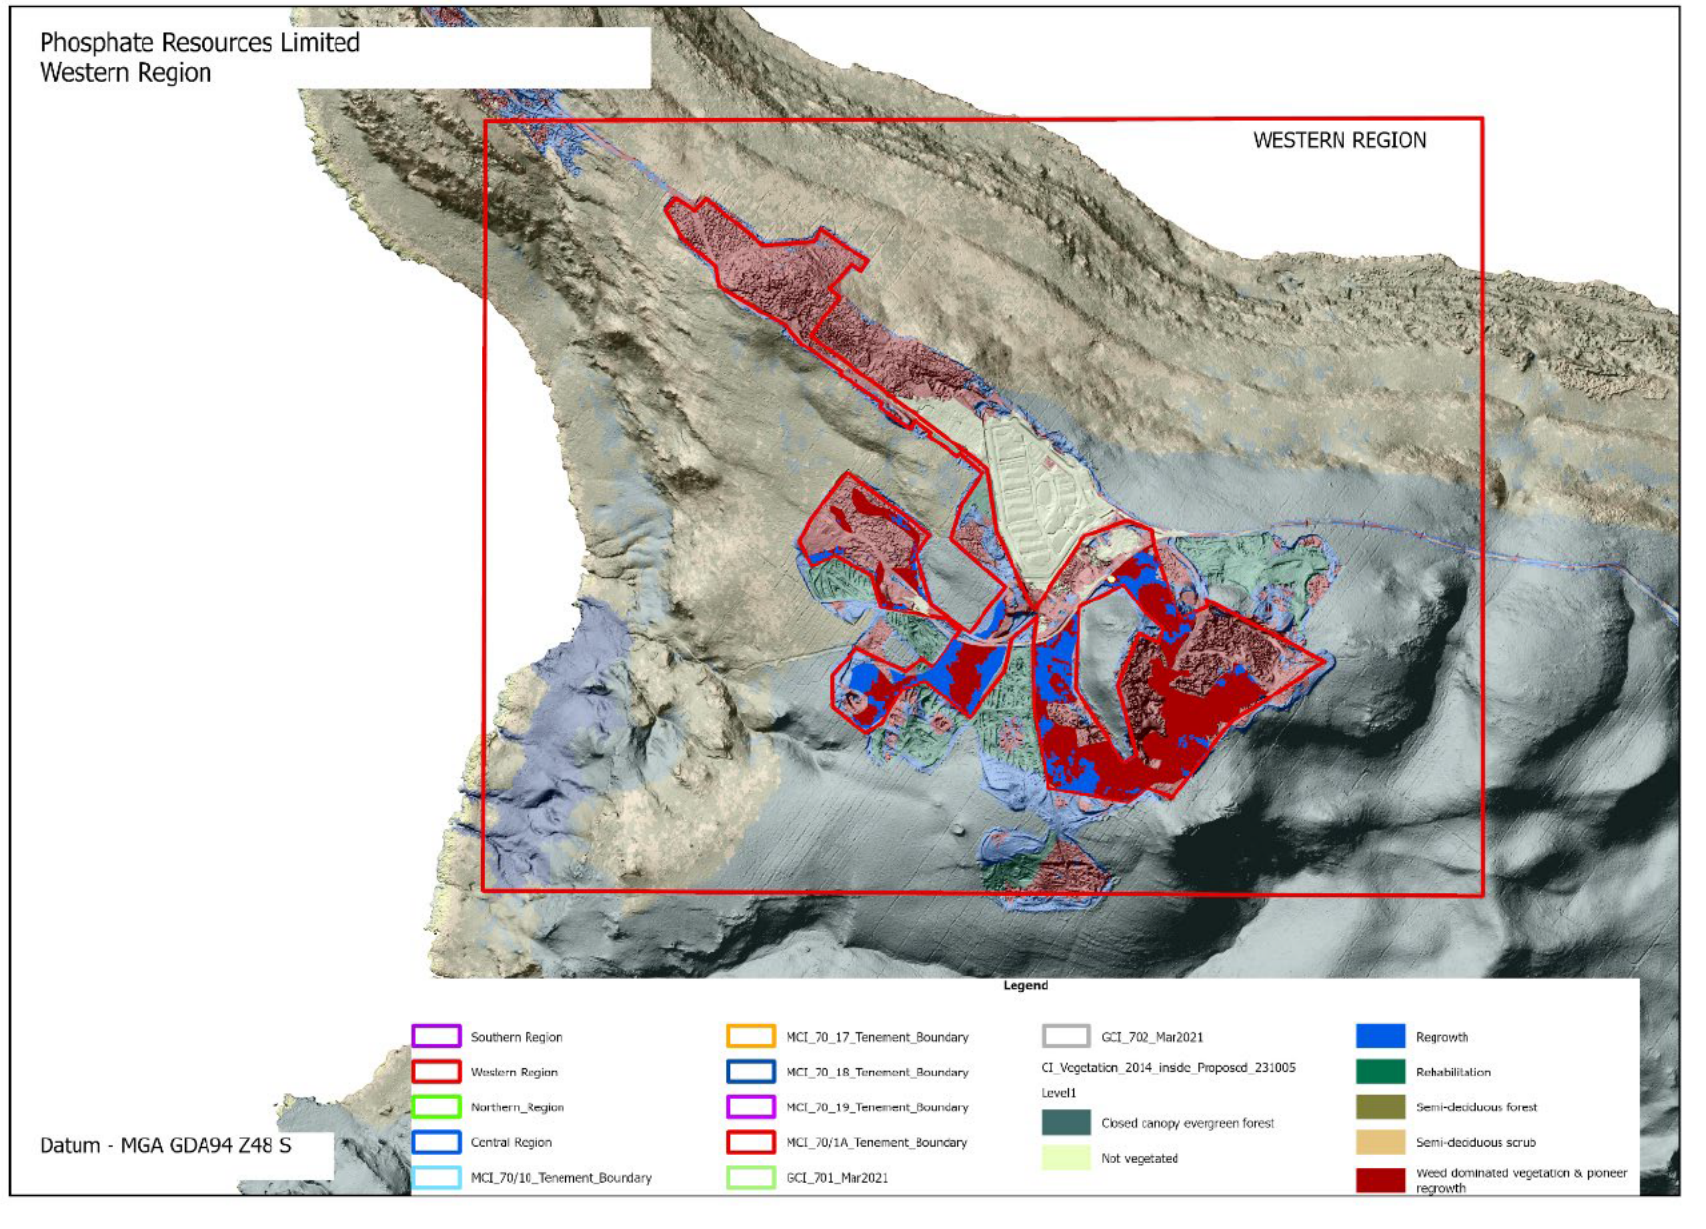 Phosphate Resources Limited
Western Region
WESTERN REGION
Legend
Southern Region
Western Region
Northern_Region
Central Region
MCI_70/10_Tenement_Boundary
MCI_70_17_Tenement_Boundary
MCI_70_18_Tenement_Boundary
MCI_70_19_Tenement_Boundary
MCI_70/1A_Tenement_Boundary
GCI_701_Mar2021
GCI_702_Mar2021
CI_Vegetation_2014_inside_Proposed_231005
Level1
Closed canopy evergreen forest
Not vegetated
Regrowth
Rehabilitation
Semi-deciduous forest
Semi-deciduous scrub
Weed dominated vegetation & pioneer
regrowth
Datum - MGA GDA94 Z48 S